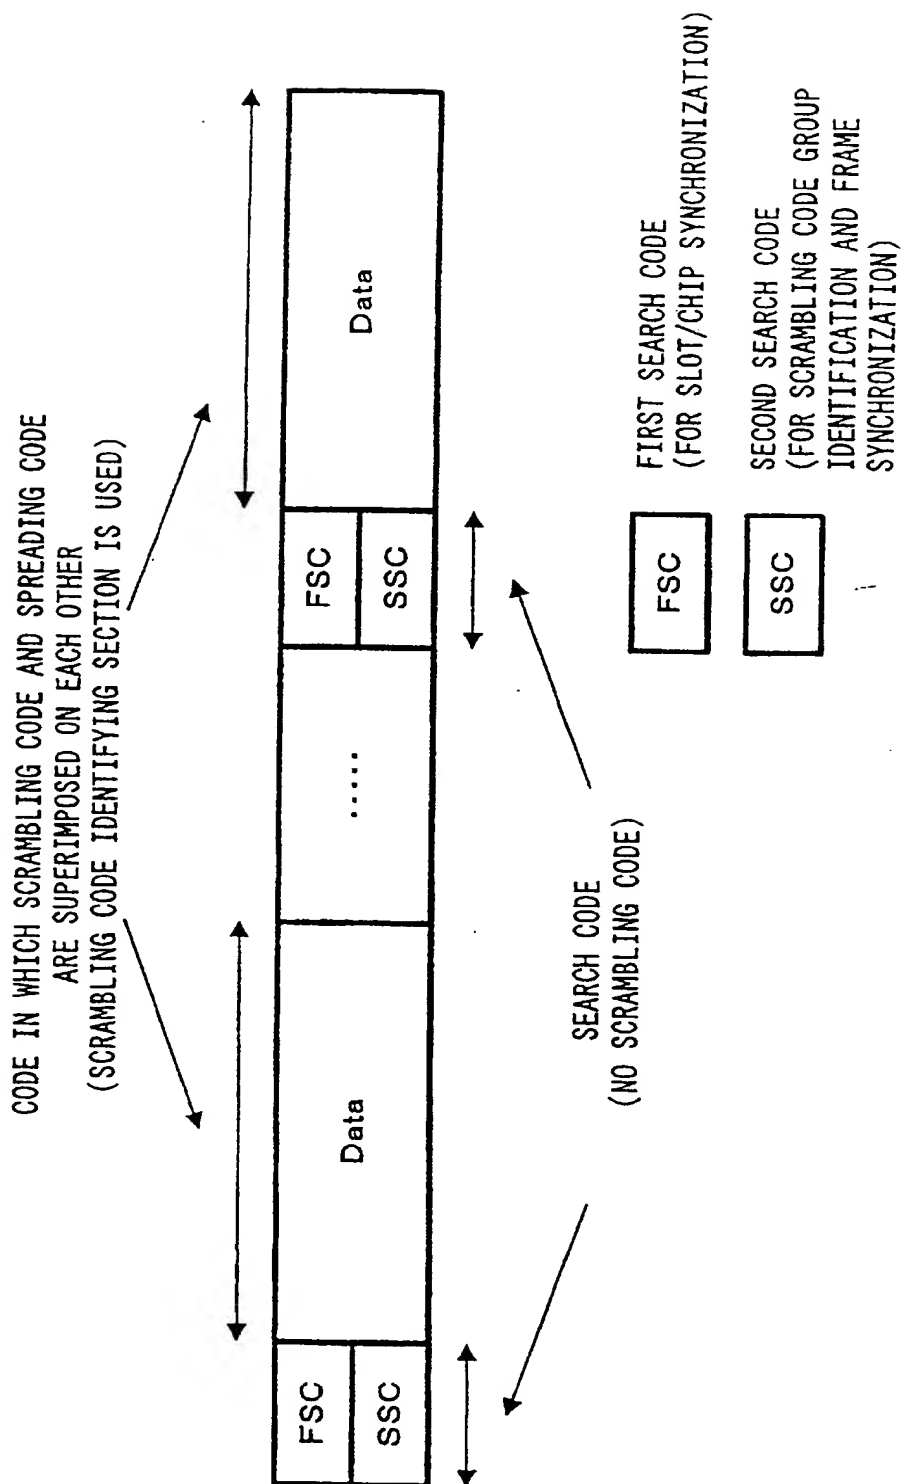 CODE IN WHICH SCRAMBLING CODE AND SPREADING CODE
ARE SUPERIMPOSED ON EACH OTHER
(SCRAMBLING CODE IDENTIFYING SECTION IS USED)
FSC
SSC
Data
.....
FSC
SSC
Data
SEARCH CODE
(NO SCRAMBLING CODE)
FSC
FIRST SEARCH CODE
(FOR SLOT/CHIP SYNCHRONIZATION)
SSC
SECOND SEARCH CODE
(FOR SCRAMBLING CODE GROUP
IDENTIFICATION AND FRAME
SYNCHRONIZATION)